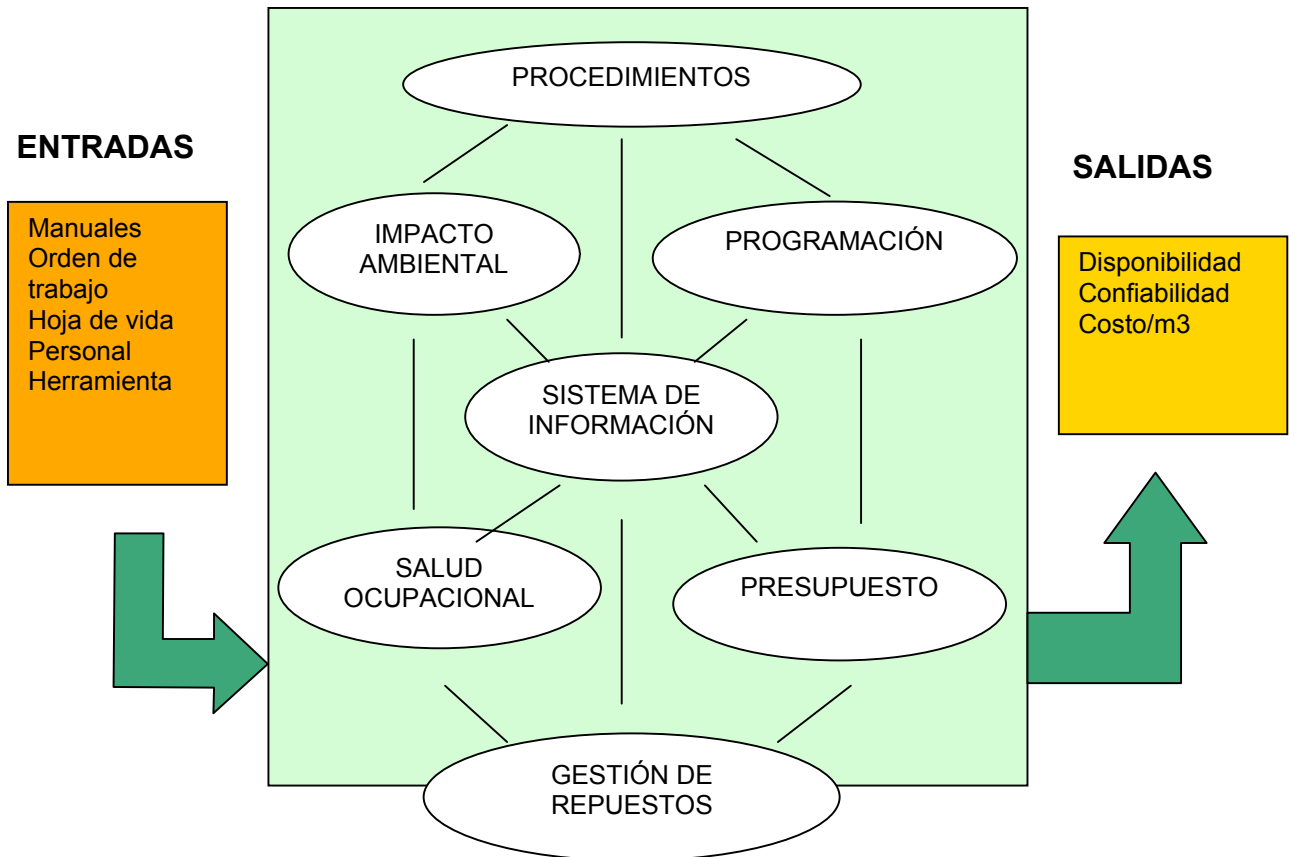 PROCEDIMIENTOS
ENTRADAS
SALIDAS
Manuales
Orden de
trabajo
Hoja de vida
Personal
Herramienta
IMPACTO
AMBIENTAL
PROGRAMACIÓN
Disponibilidad
Confiabilidad
Costo/m3
SISTEMA DE
INFORMACIÓN
SALUD
OCUPACIONAL
PRESUPUESTO
GESTIÓN DE
REPUESTOS